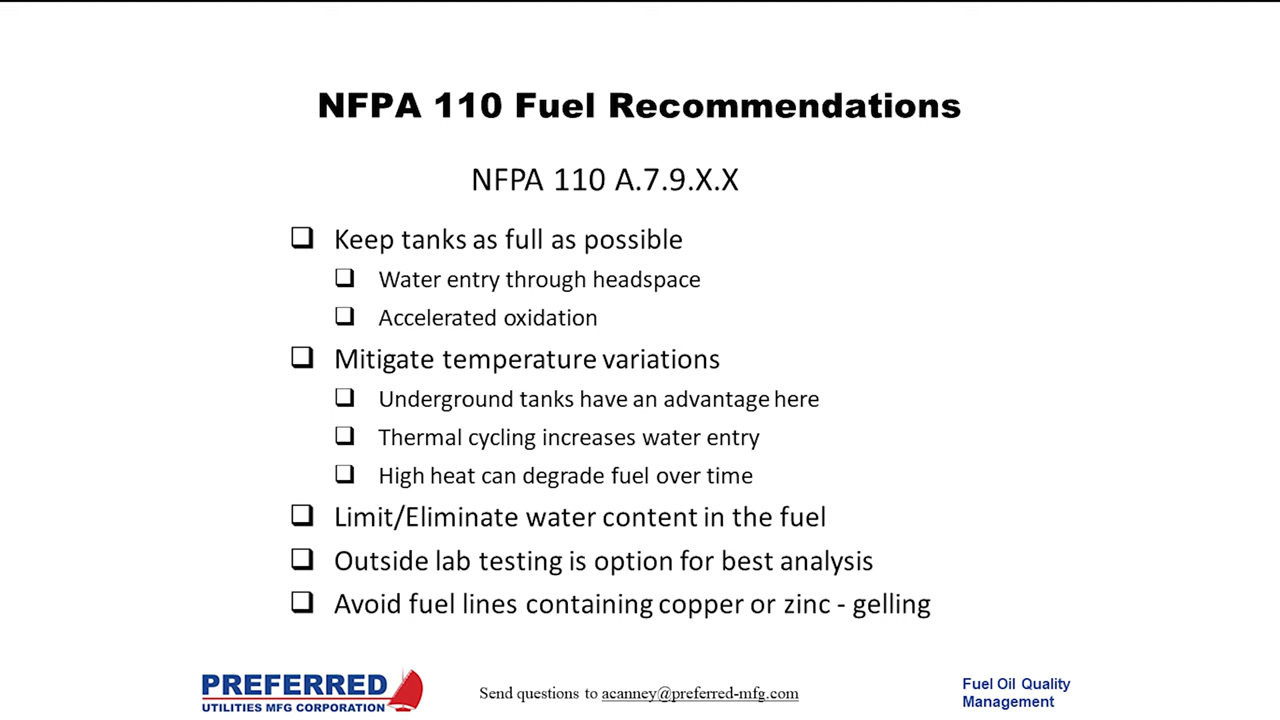 NFPA 110 Fuel Recommendations
NFPA 110 A.7.9.X.X
Keep tanks as full as possible
Water entry through headspace
Accelerated oxidation
Mitigate temperature variations
Underground tanks have an advantage here
Thermal cycling increases water entry
High heat can degrade fuel over time
Limit/Eliminate water content in the fuel
Outside lab testing is option for best analysis
Avoid fuel lines containing copper or zinc - gelling
PREFERRED
UTILITIES MFG CORPORATION
Send questions to acanney@preferred-mfg.com
Fuel Oil Quality
Management